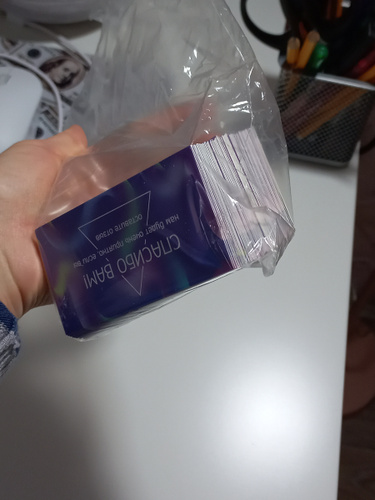 СПАСИБО ВАМ!
НАМ БУДЕТ ОЧЕНЬ ПРИЯТНО, ЕСЛИ ВЫ
ОСТАВИТЕ ОТЗЫВ